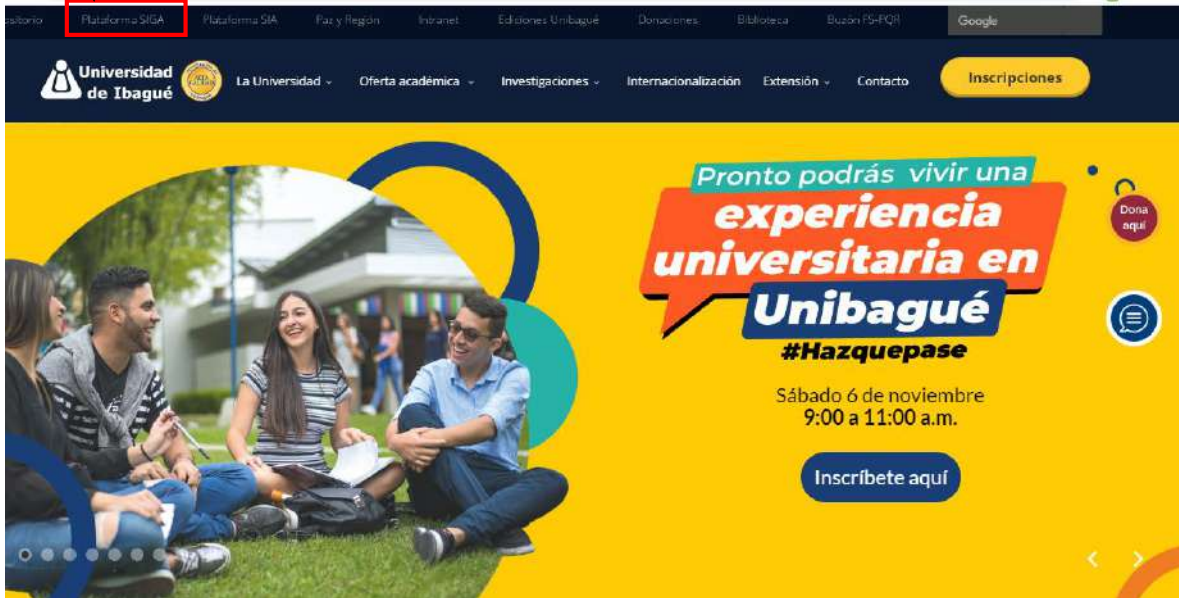 Plataforma SIGA
Plataforma SIA
Paz y Región
Intranet
Ediciones Unibagué
Donaciones
Biblioteca
Buzón FS-PQR
Google
Universidad
de Ibagué
La Universidad
Oferta académica
Investigaciones
Internacionalización
Extensión
Contacto
Inscripciones
Pronto podrás vivir una
experiencia
universitaria en
Unibagué
#Hazquepase
Sábado 6 de noviembre
9:00 a 11:00 a.m.
Inscríbete aquí
Dona
aquí